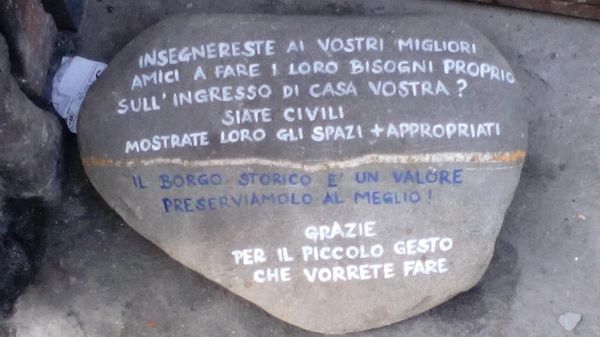 INSEGNERESTE AI VOSTRI MIGLIORI
AMICI A FARE I LORO BISOGNI PROPRIO
SULL'INGRESSO DI CASA VOSTRA?
SIATE CIVILI
MOSTRATE LORO GLI SPAZI + APPROPRIATI
IL BORGO STORICO E' UN VALORE
PRESERVIAMOLO AL MEGLIO!
GRAZIE
PER IL PICCOLO GESTO
CHE VORRETE FARE